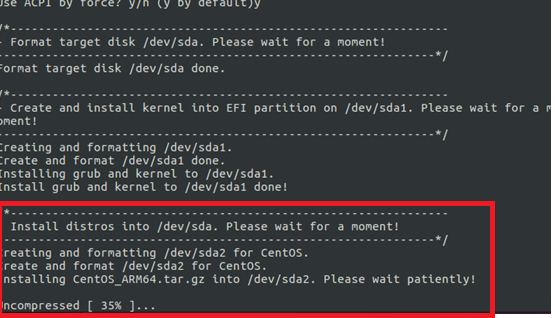 Use ACPI by force? y/n (y by default)y
/*---------------------------------------------------------------
- Format target disk /dev/sda. Please wait for a moment!
---------------------------------------------------------------*/
Format target disk /dev/sda done.
/*---------------------------------------------------------------
- Create and install kernel into EFI partition on /dev/sda1. Please wait for a m
oment!
---------------------------------------------------------------*/
Creating and formatting /dev/sda1.
Create and format /dev/sda1 done.
Installing grub and kernel to /dev/sda1.
Install grub and kernel to /dev/sda1 done!
*---------------------------------------------------------------
Install distros into /dev/sda. Please wait for a moment!
---------------------------------------------------------------*/
Creating and formatting /dev/sda2 for CentOS.
Create and format /dev/sda2 for CentOS.
Installing CentOS_ARM64.tar.gz into /dev/sda2. Please wait patiently!
Uncompressed [ 35% ]...